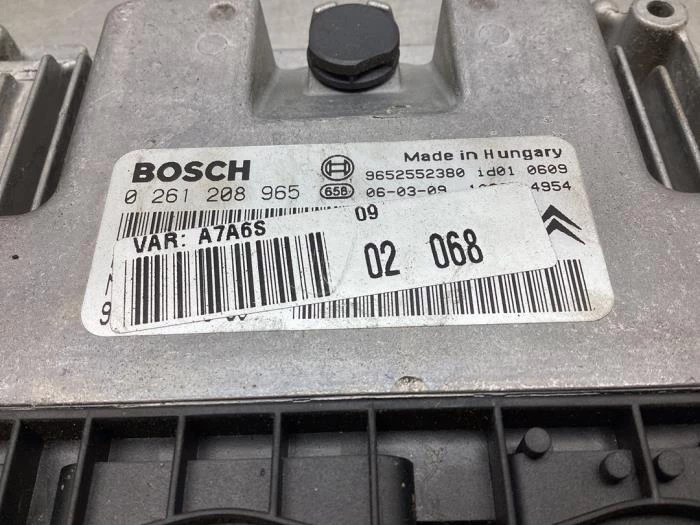 BOSCH
Made in Hungary
0 261 208 965
658
9652552380 id01 0609
06-03-09
4954
09
VAR: A7A6S
02 068